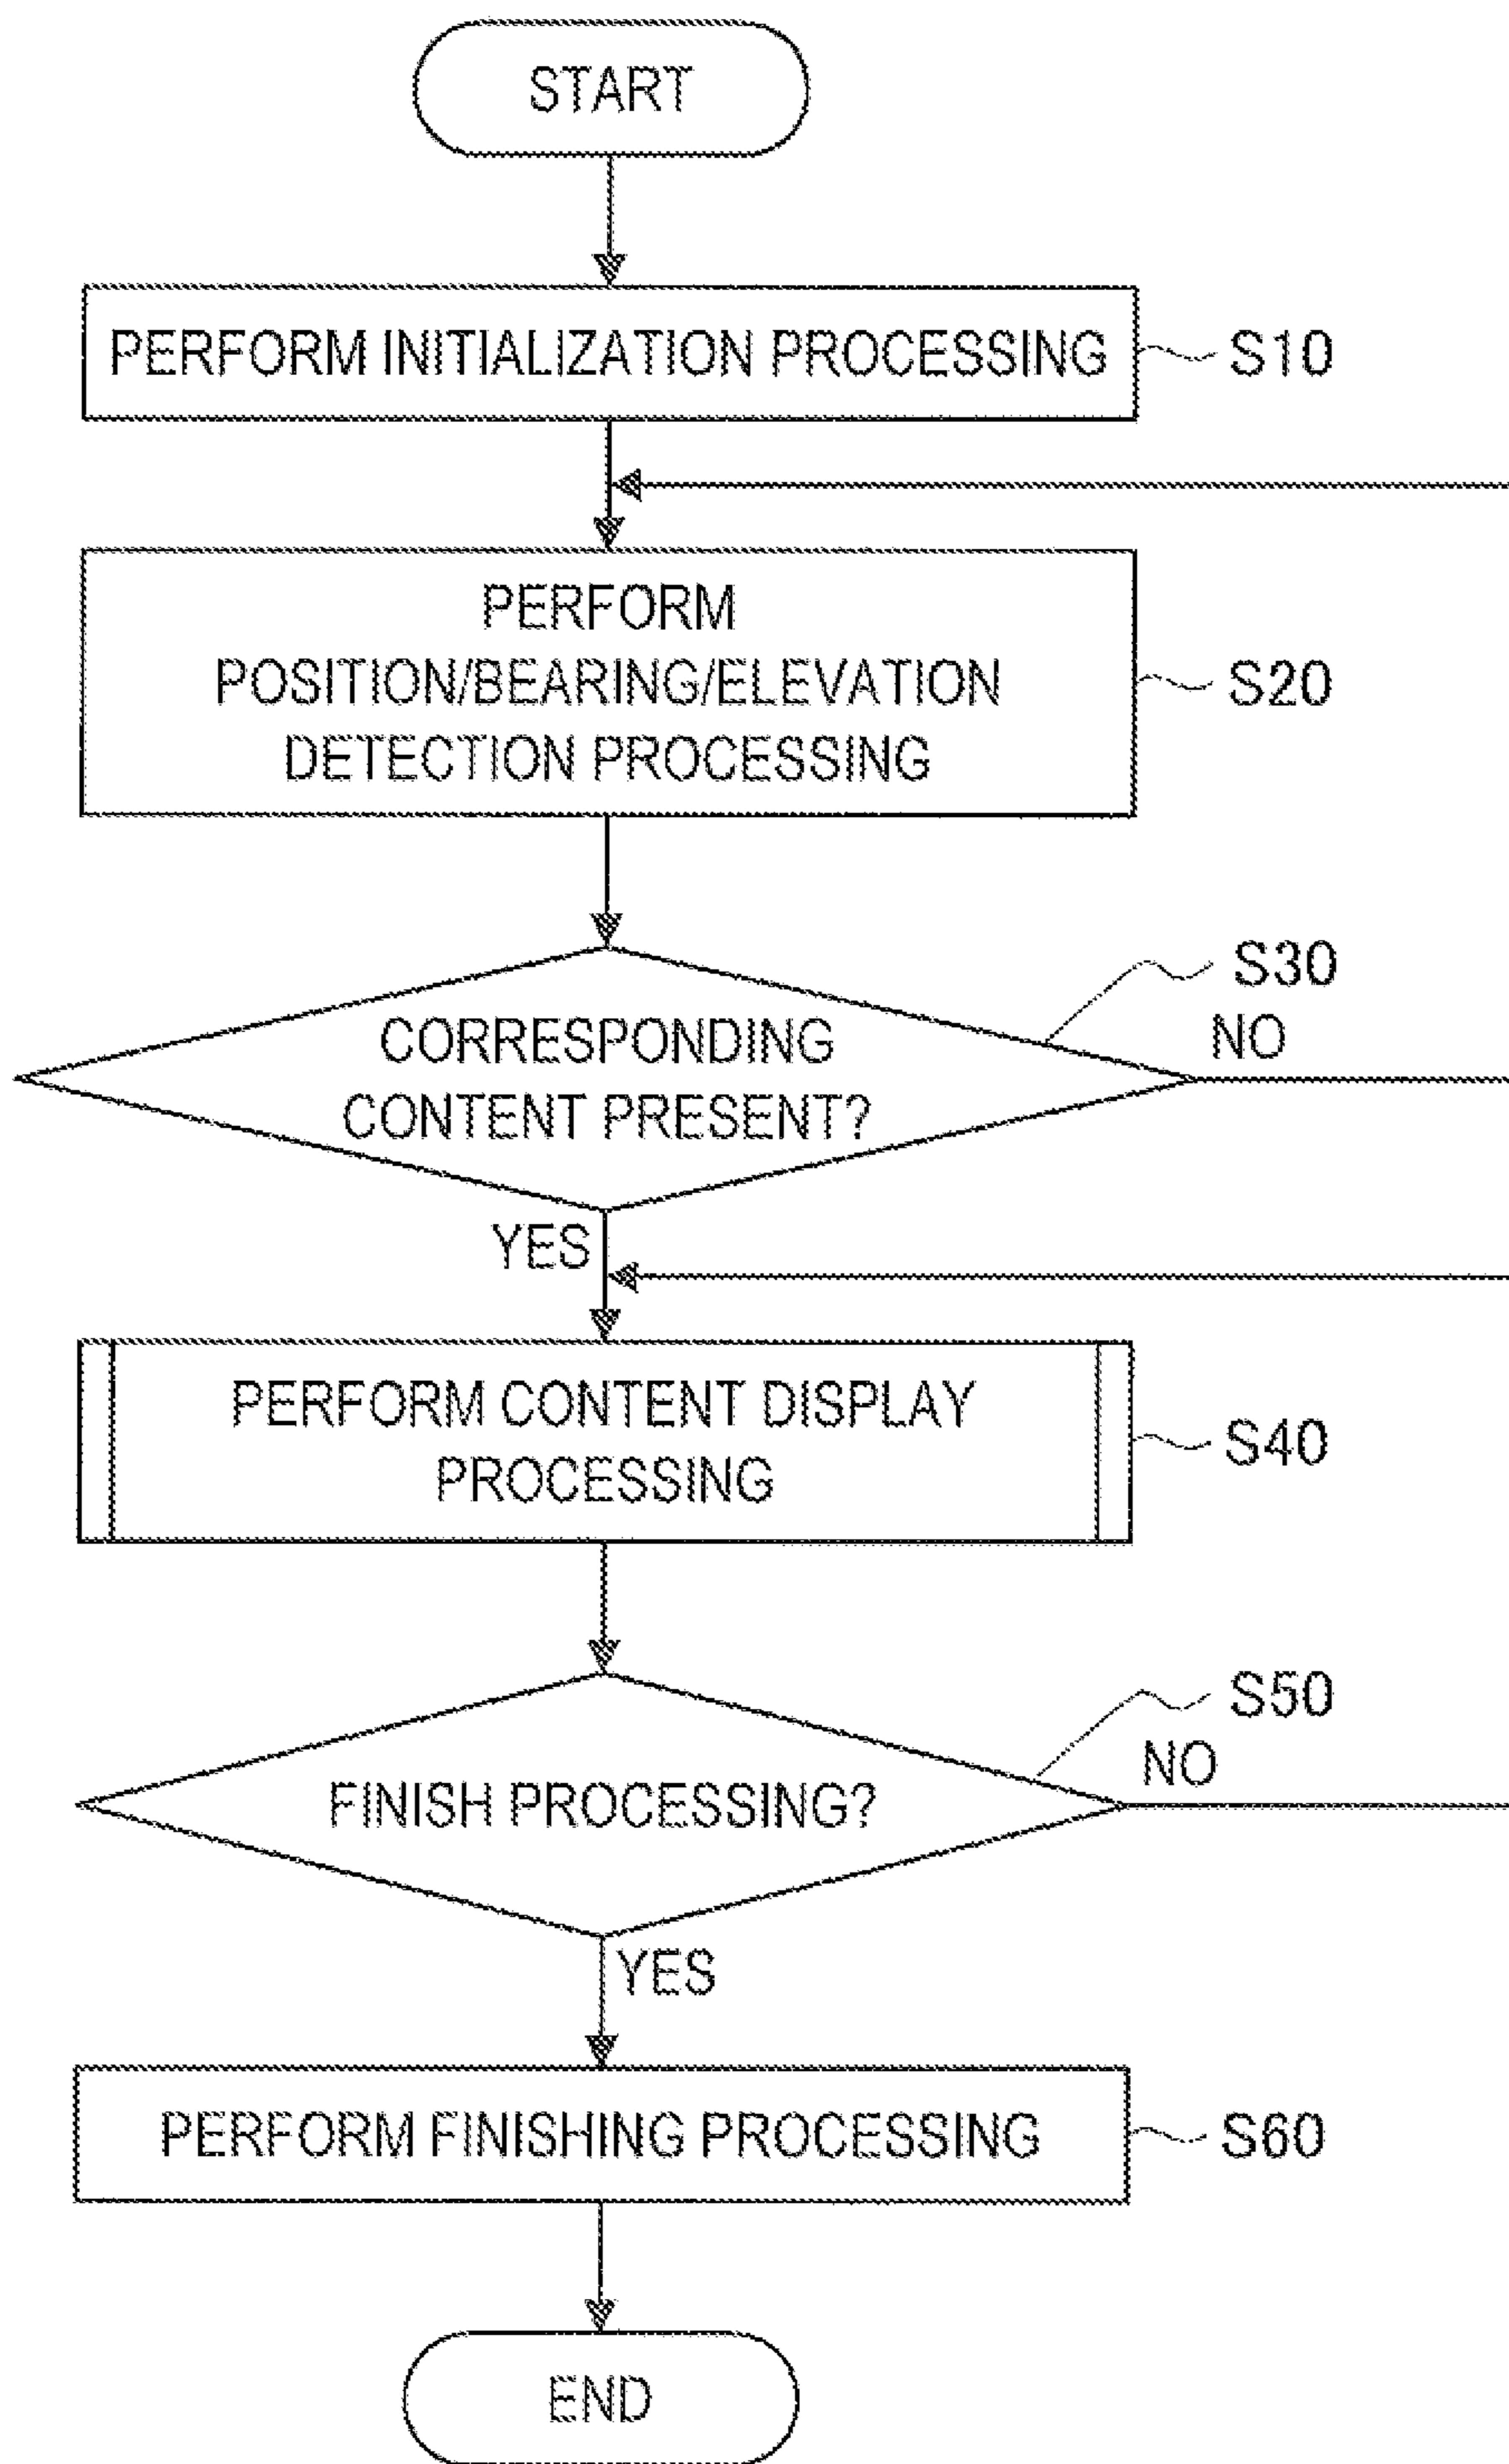 START
PERFORM INITIALIZATION PROCESSING
S10
PERFORM
POSITION/BEARING/ELEVATION
DETECTION PROCESSING
S20
S30
CORRESPONDING
CONTENT PRESENT?
NO
YES
PERFORM CONTENT DISPLAY
PROCESSING
S40
S50
FINISH PROCESSING?
NO
YES
PERFORM FINISHING PROCESSING
S60
END